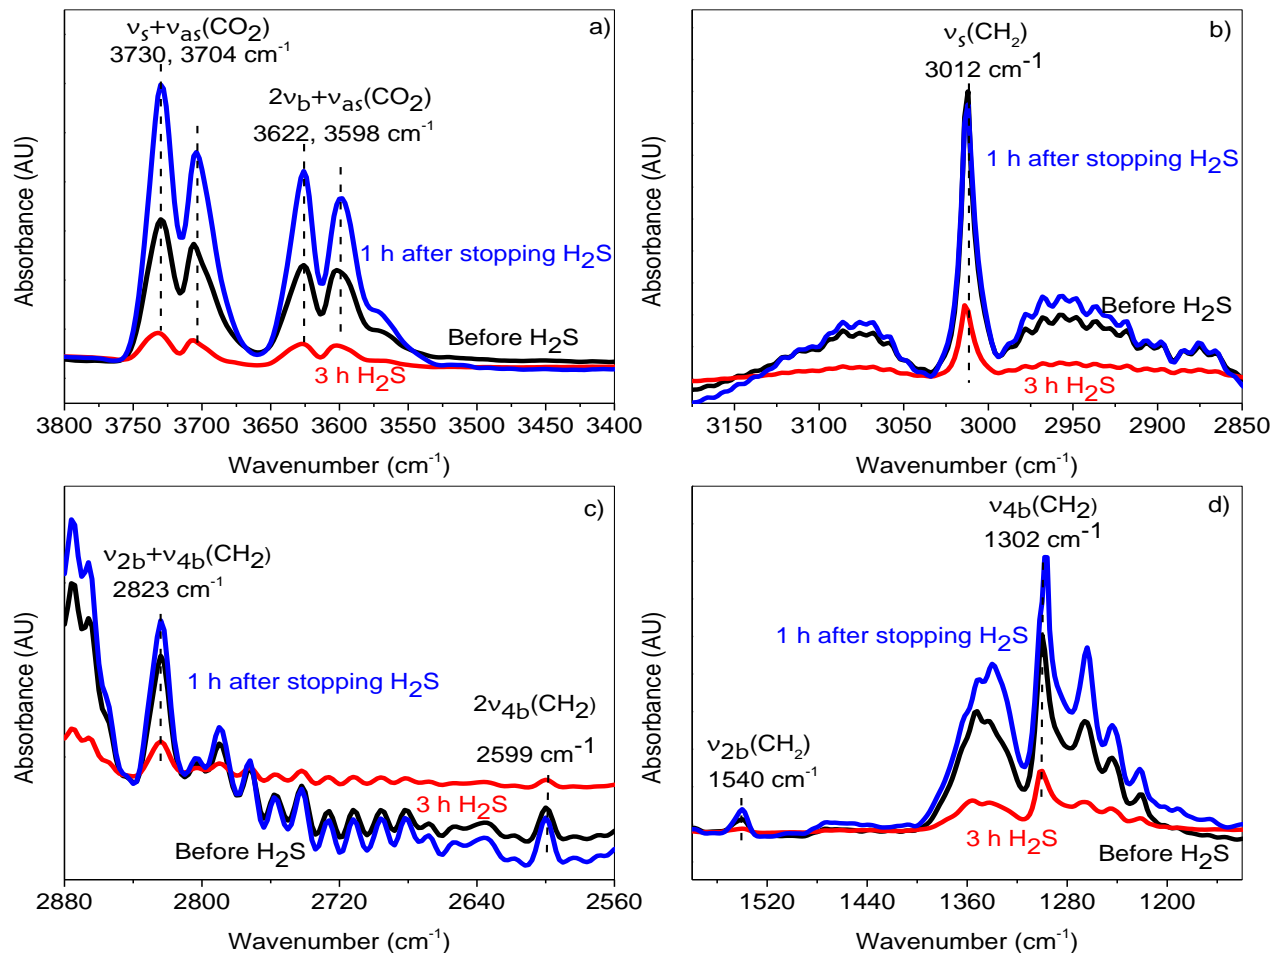 νs+νas(CO2)
3730, 3704 cm-1
2νb+νas(CO2)
3622, 3598 cm-1
a)
1 h after stopping H2S
Before H2S
3 h H2S
Absorbance (AU)
3800 3750 3700 3650 3600 3550 3500 3450 3400
Wavenumber (cm-1)
νs(CH2)
3012 cm-1
b)
1 h after stopping H2S
Before H2S
3 h H2S
Absorbance (AU)
3150 3100 3050 3000 2950 2900 2850
Wavenumber (cm-1)
c)
ν2b+ν4b(CH2)
2823 cm-1
1 h after stopping H2S
2ν4b(CH2)
2599 cm-1
3 h H2S
Before H2S
Absorbance (AU)
2880 2800 2720 2640 2560
Wavenumber (cm-1)
ν4b(CH2)
1302 cm-1
d)
1 h after stopping H2S
ν2b(CH2)
1540 cm-1
3 h H2S
Before H2S
Absorbance (AU)
1520 1440 1360 1280 1200
Wavenumber (cm-1)